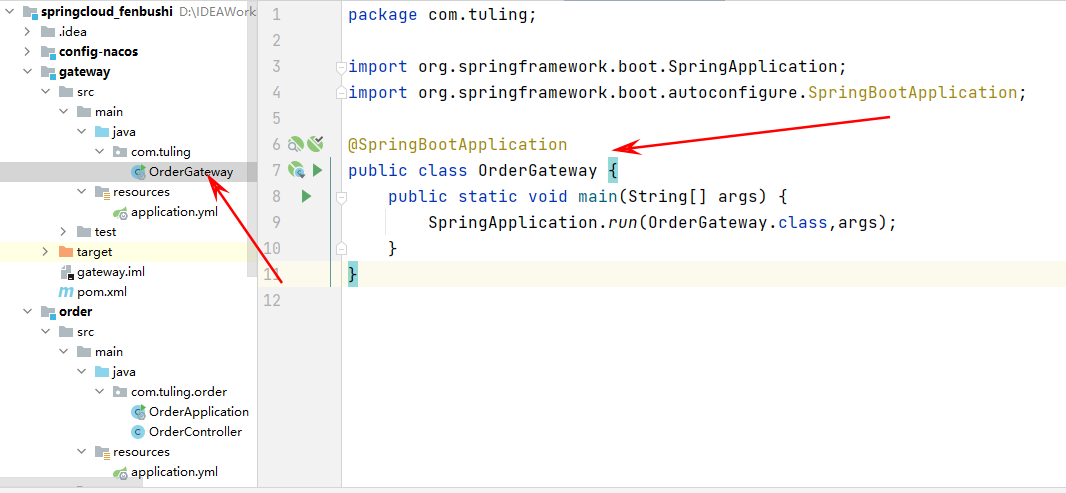 springcloud_fenbushi D:\IDEAWork
.idea
config-nacos
gateway
src
main
java
com.tuling
OrderGateway
resources
application.yml
test
target
gateway.iml
pom.xml
order
src
main
java
com.tuling.order
OrderApplication
OrderController
resources
application.yml
1 package com.tuling;
2
3 import org.springframework.boot.SpringApplication;
4 import org.springframework.boot.autoconfigure.SpringBootApplication;
5
6 @SpringBootApplication
7 public class OrderGateway {
8 public static void main(String[] args) {
9 SpringApplication.run(OrderGateway.class,args);
10 }
11 }
12